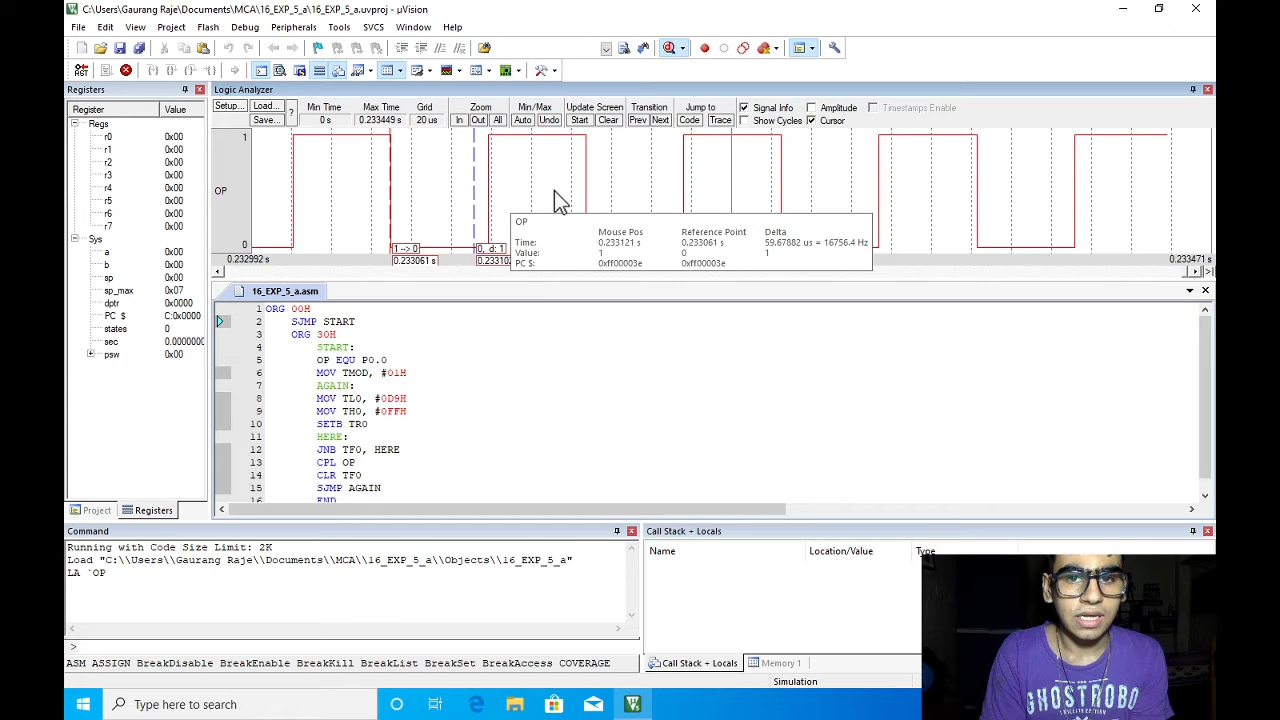 C:\Users\Gaurang Raje\Documents\MCA\16_EXP_5_a\16_EXP_5_a.uvproj - µVision
File Edit View Project Flash Debug Peripherals Tools SVCS Window Help
RST
Registers
Logic Analyzer
Register Value
Regs
r0 0x00
r1 0x00
r2 0x00
r3 0x00
r4 0x00
r5 0x00
r6 0x00
r7 0x00
Sys
a 0x00
b 0x00
sp 0x07
sp_max 0x07
dptr 0x0000
PC $ C:0x0000
states 0
sec 0.0000000
psw 0x00
Project Registers
Setup... Load... Save... ?
Min Time 0 s
Max Time 0.233449 s
Grid 20 us
Zoom In Out All
Min/Max Auto Undo
Update Screen Start Clear
Transition Prev Next
Jump to Code Trace
Signal Info Amplitude Timestamps Enable
Show Cycles Cursor
1
OP
0
1 --> 0
0, d: 1
0.232992 s 0.233061 s 0.233102 0.233471 s
OP
Mouse Pos Reference Point Delta
Time: 0.233121 s 0.233061 s 59.67882 us = 16756.4 Hz
Value: 1 0 1
PC $: 0xff00003e 0xff00003e
16_EXP_5_a.asm
1 ORG 00H
2 SJMP START
3 ORG 30H
4 START:
5 OP EQU P0.0
6 MOV TMOD, #01H
7 AGAIN:
8 MOV TL0, #0D9H
9 MOV TH0, #0FFH
10 SETB TR0
11 HERE:
12 JNB TF0, HERE
13 CPL OP
14 CLR TF0
15 SJMP AGAIN
16 END
Command
Running with Code Size Limit: 2K
Load "C:\\Users\\Gaurang Raje\\Documents\\MCA\\16_EXP_5_a\\Objects\\16_EXP_5_a"
LA `OP
>
ASM ASSIGN BreakDisable BreakEnable BreakKill BreakList BreakSet BreakAccess COVERAGE
Call Stack + Locals
Name Location/Value Type
Call Stack + Locals Memory 1
Simulation
Type here to search
GHOSTROBO